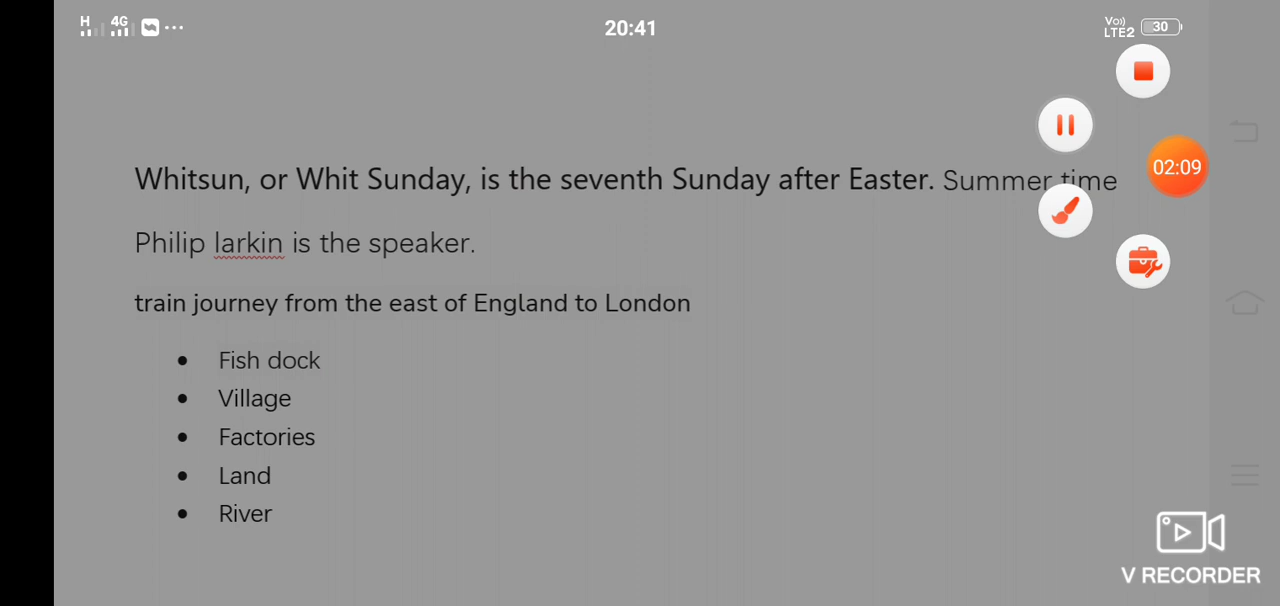 H 4G ... 20:41 Vo)) LTE2 30
02:09
Whitsun, or Whit Sunday, is the seventh Sunday after Easter. Summer time
Philip larkin is the speaker.
train journey from the east of England to London
• Fish dock
• Village
• Factories
• Land
• River
V RECORDER